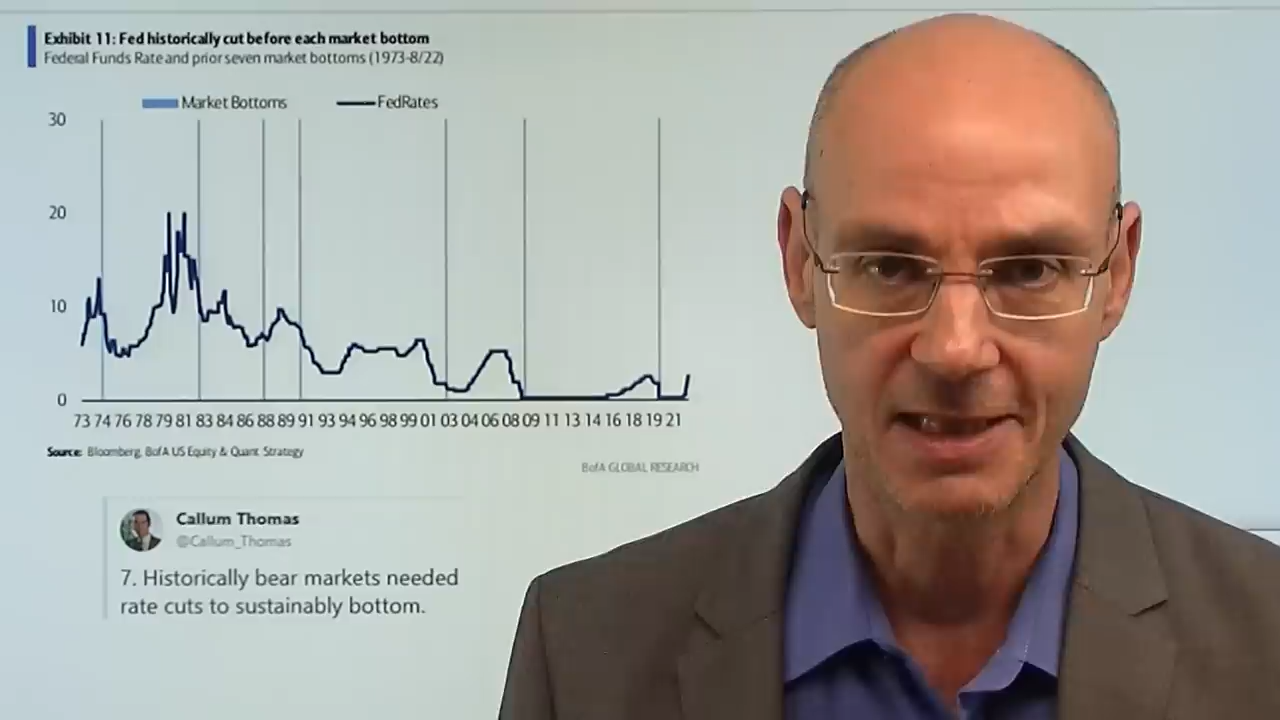 Exhibit 11: Fed historically cut before each market bottom
Federal Funds Rate and prior seven market bottoms (1973-8/22)
Market Bottoms FedRates
30
20
10
0
73 74 76 78 79 81 83 84 86 88 89 91 93 94 96 98 99 01 03 04 06 08 09 11 13 14 16 18 19 21
Source: Bloomberg, BofA US Equity & Quant Strategy
BofA GLOBAL RESEARCH
Callum Thomas
@Callum_Thomas
7. Historically bear markets needed
rate cuts to sustainably bottom.